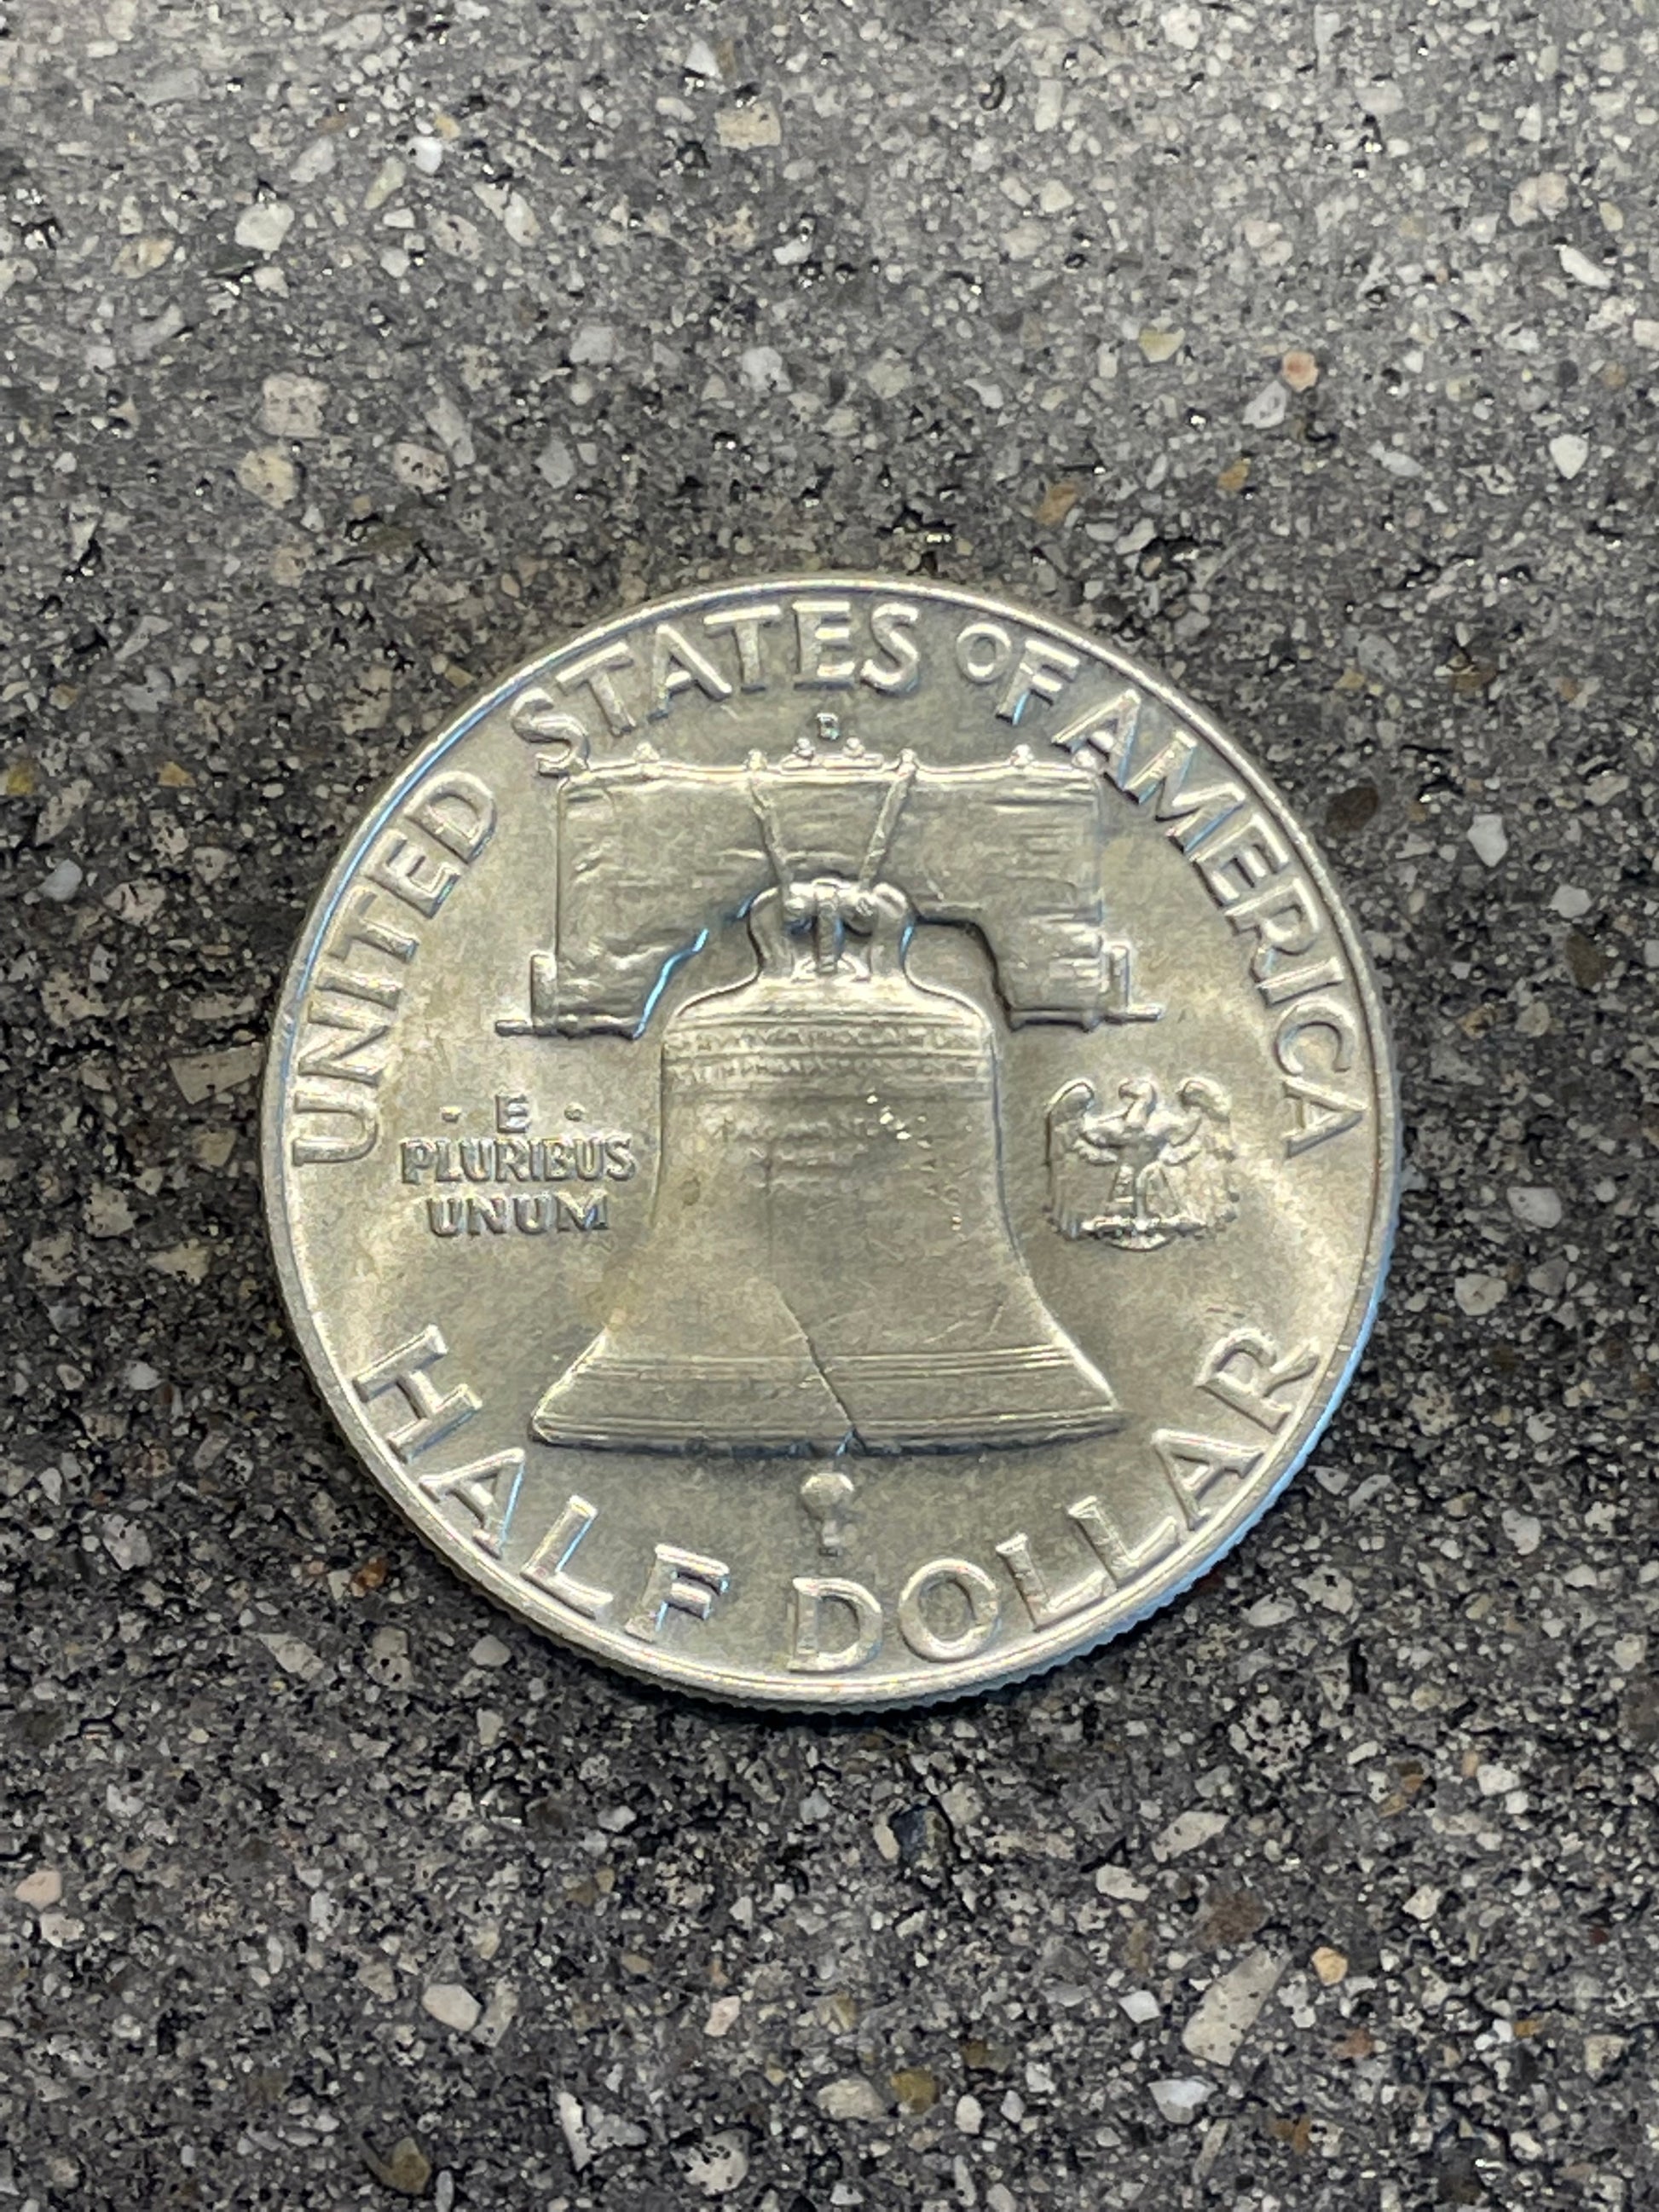 UNITED STATES OF AMERICA
D
· E ·
PLURIBUS
UNUM
HALF DOLLAR